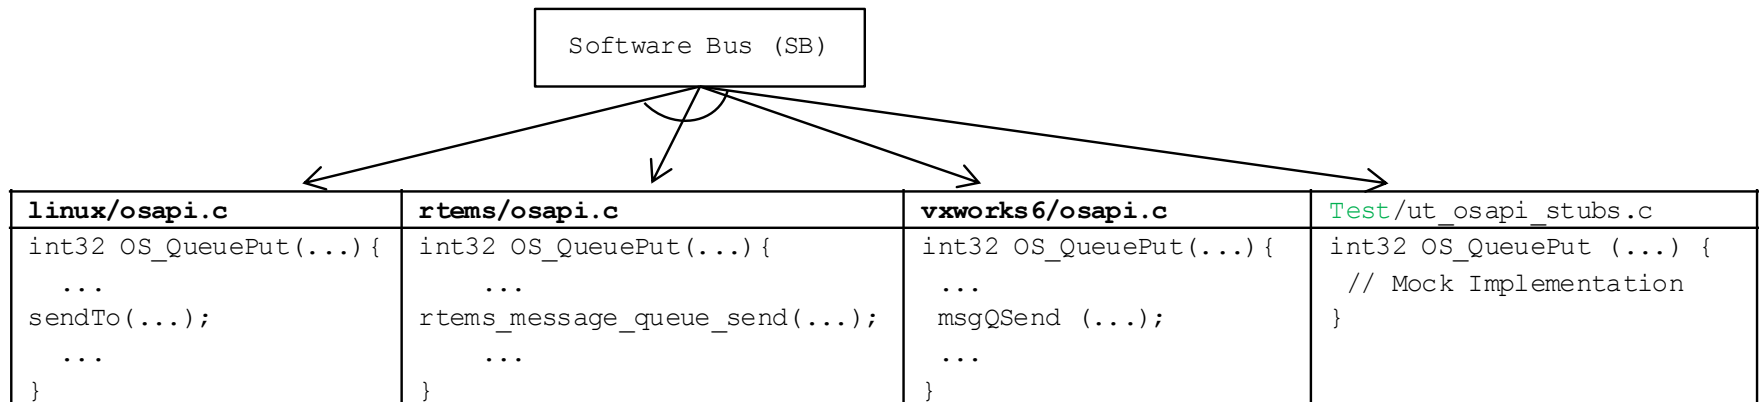 Software Bus (SB)
linux/osapi.c
int32 OS_QueuePut(...){
...
sendTo(...);
...
}
rtems/osapi.c
int32 OS_QueuePut(...){
...
rtems_message_queue_send(...);
...
}
vxworks6/osapi.c
int32 OS_QueuePut(...){
...
msgQSend (...);
...
}
Test/ut_osapi_stubs.c
int32 OS_QueuePut (...) {
// Mock Implementation
}